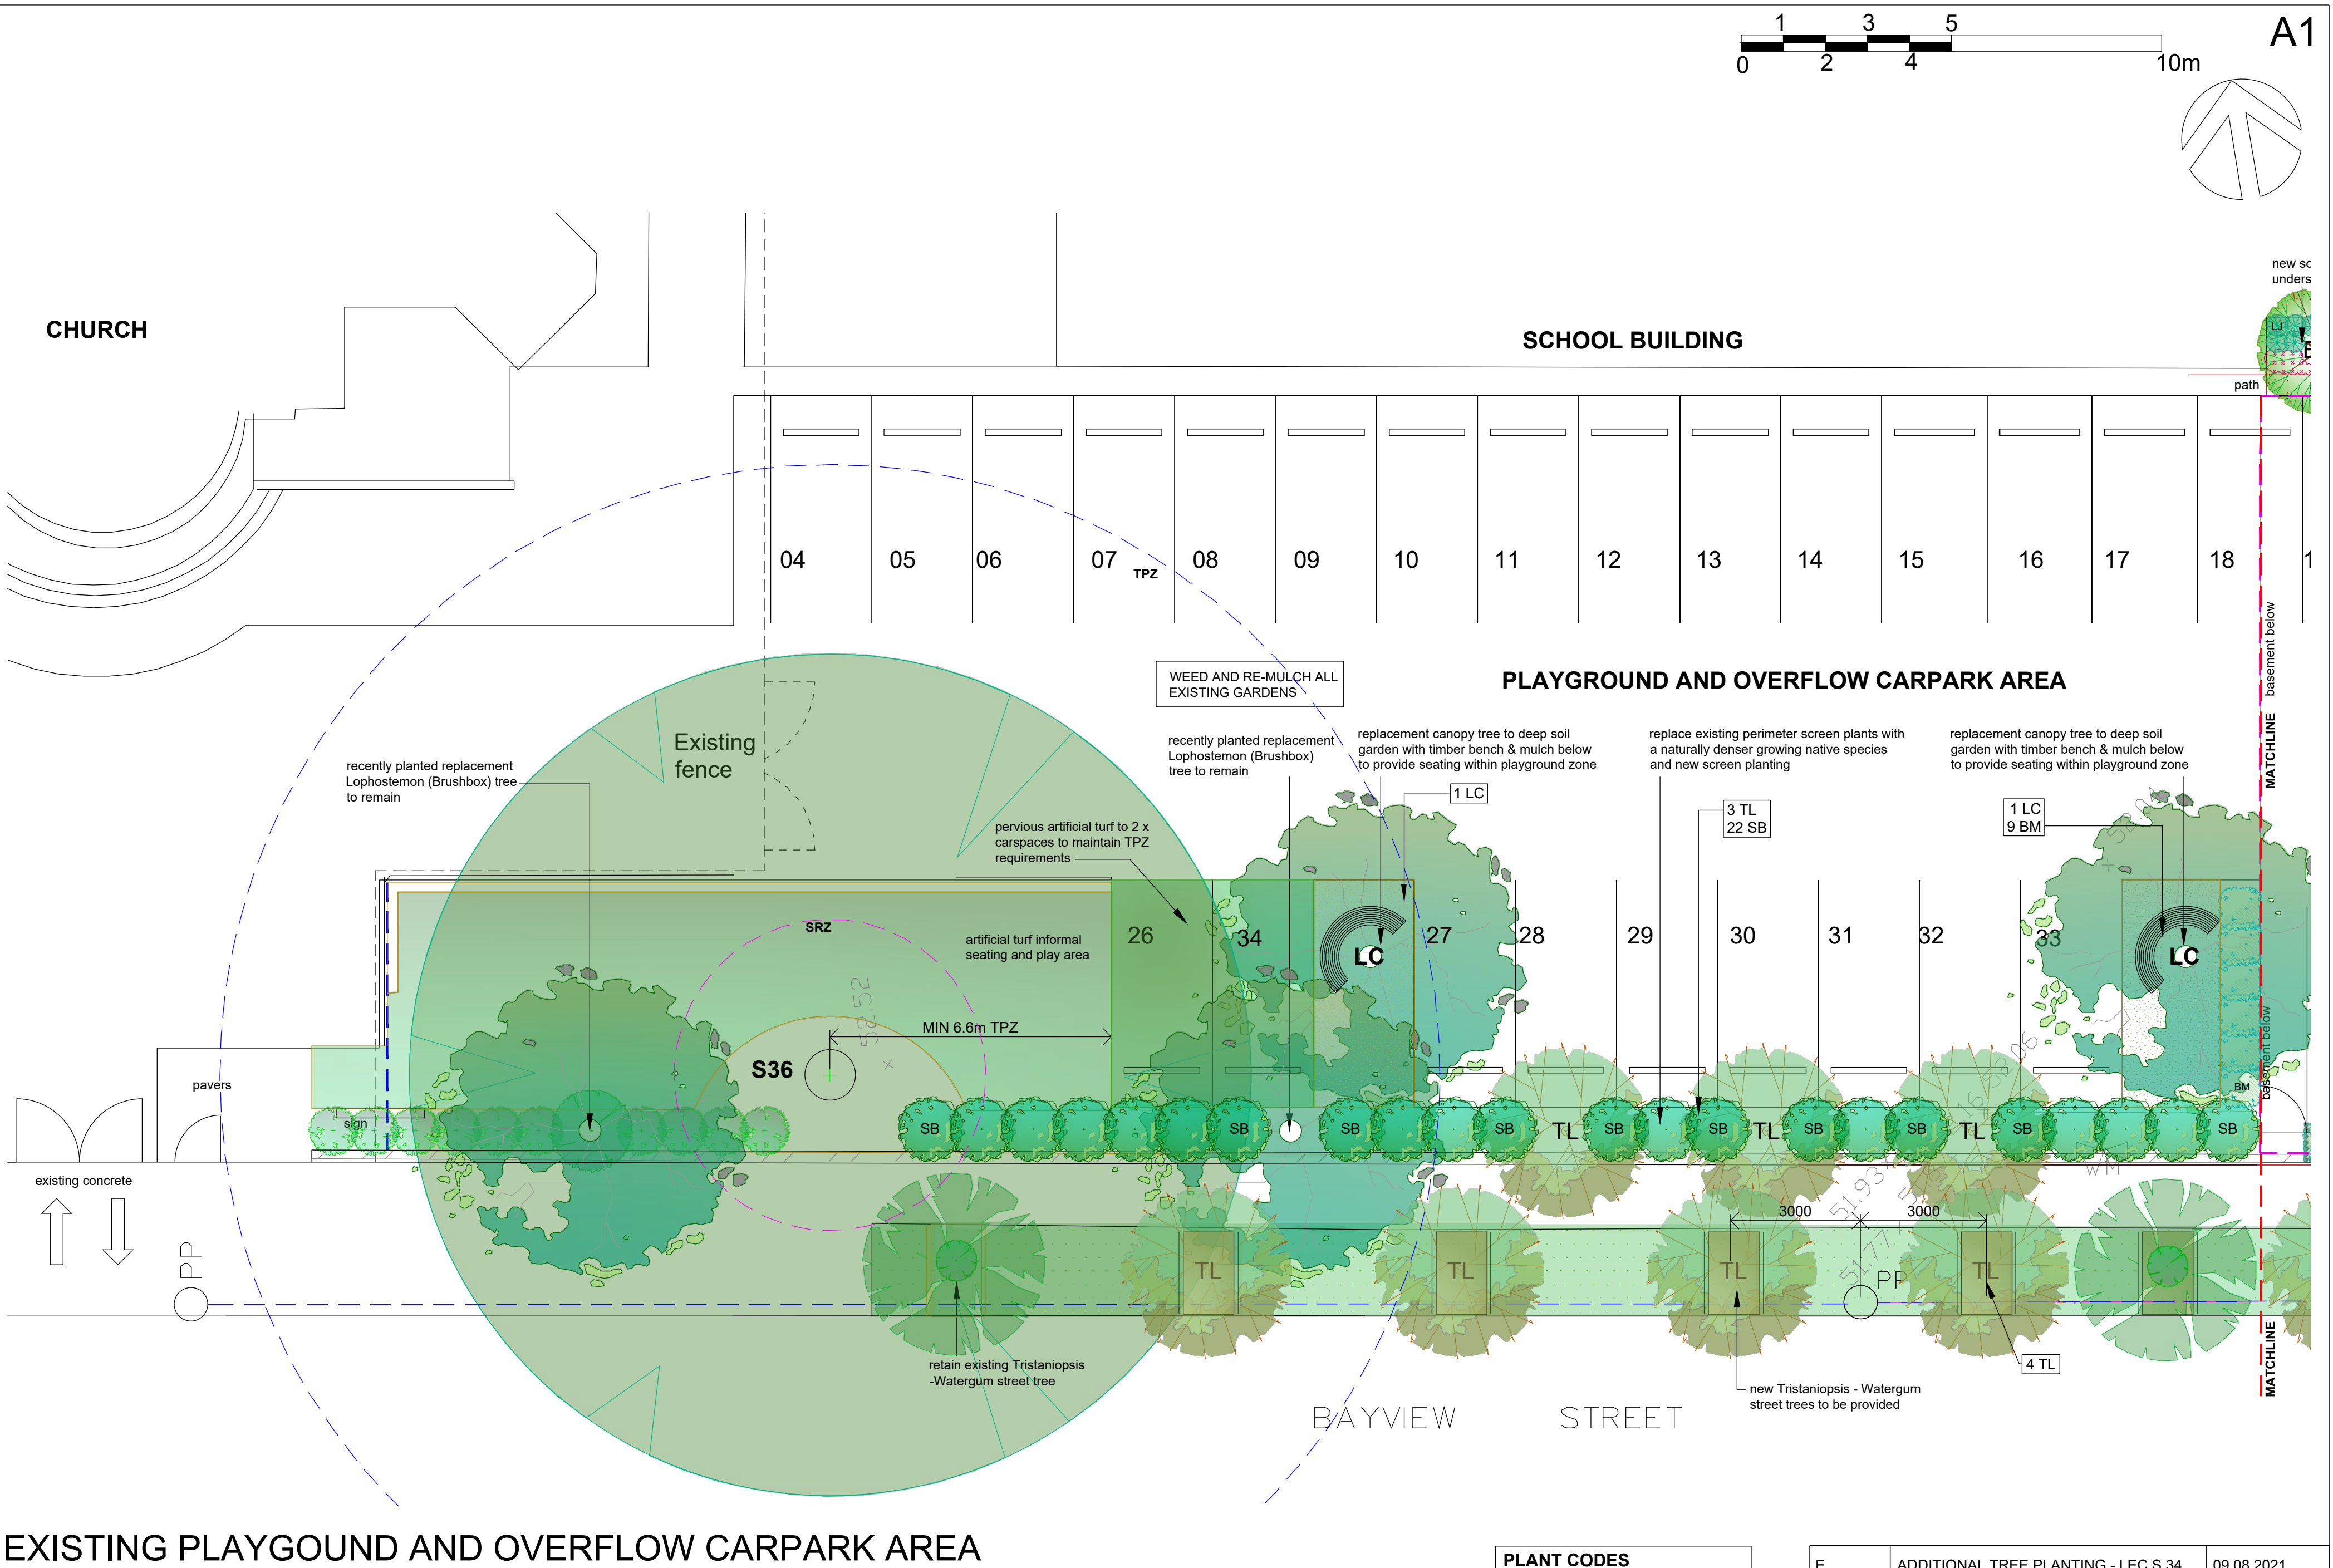 A1
1 3 5
0 2 4 10m
new sc
unders
CHURCH
SCHOOL BUILDING
LJ
path
04 05 06 07 08 09 10 11 12 13 14 15 16 17 18 1
TPZ
basement below
MATCHLINE
WEED AND RE-MULCH ALL
EXISTING GARDENS
PLAYGROUND AND OVERFLOW CARPARK AREA
Existing
fence
recently planted replacement
Lophostemon (Brushbox) tree
to remain
recently planted replacement
Lophostemon (Brushbox)
tree to remain
replacement canopy tree to deep soil
garden with timber bench & mulch below
to provide seating within playground zone
replace existing perimeter screen plants with
a naturally denser growing native species
and new screen planting
replacement canopy tree to deep soil
garden with timber bench & mulch below
to provide seating within playground zone
1 LC
3 TL
22 SB
1 LC
9 BM
pervious artificial turf to 2 x
carspaces to maintain TPZ
requirements
SRZ
artificial turf informal
seating and play area
26 34 27 28 29 30 31 32 33
LC LC
52.52
MIN 6.6m TPZ
S36
pavers
sign
basement below
BM
SB SB SB SB TL SB SB TL SB SB TL SB SB
WM
existing concrete
PP
3000 3000
TL TL TL TL
PP
4 TL
MATCHLINE
retain existing Tristaniopsis
-Watergum street tree
new Tristaniopsis - Watergum
street trees to be provided
BAYVIEW STREET
EXISTING PLAYGOUND AND OVERFLOW CARPARK AREA
PLANT CODES
ADDITIONAL TREE PLANTING - LEC S.34 09.08.2021